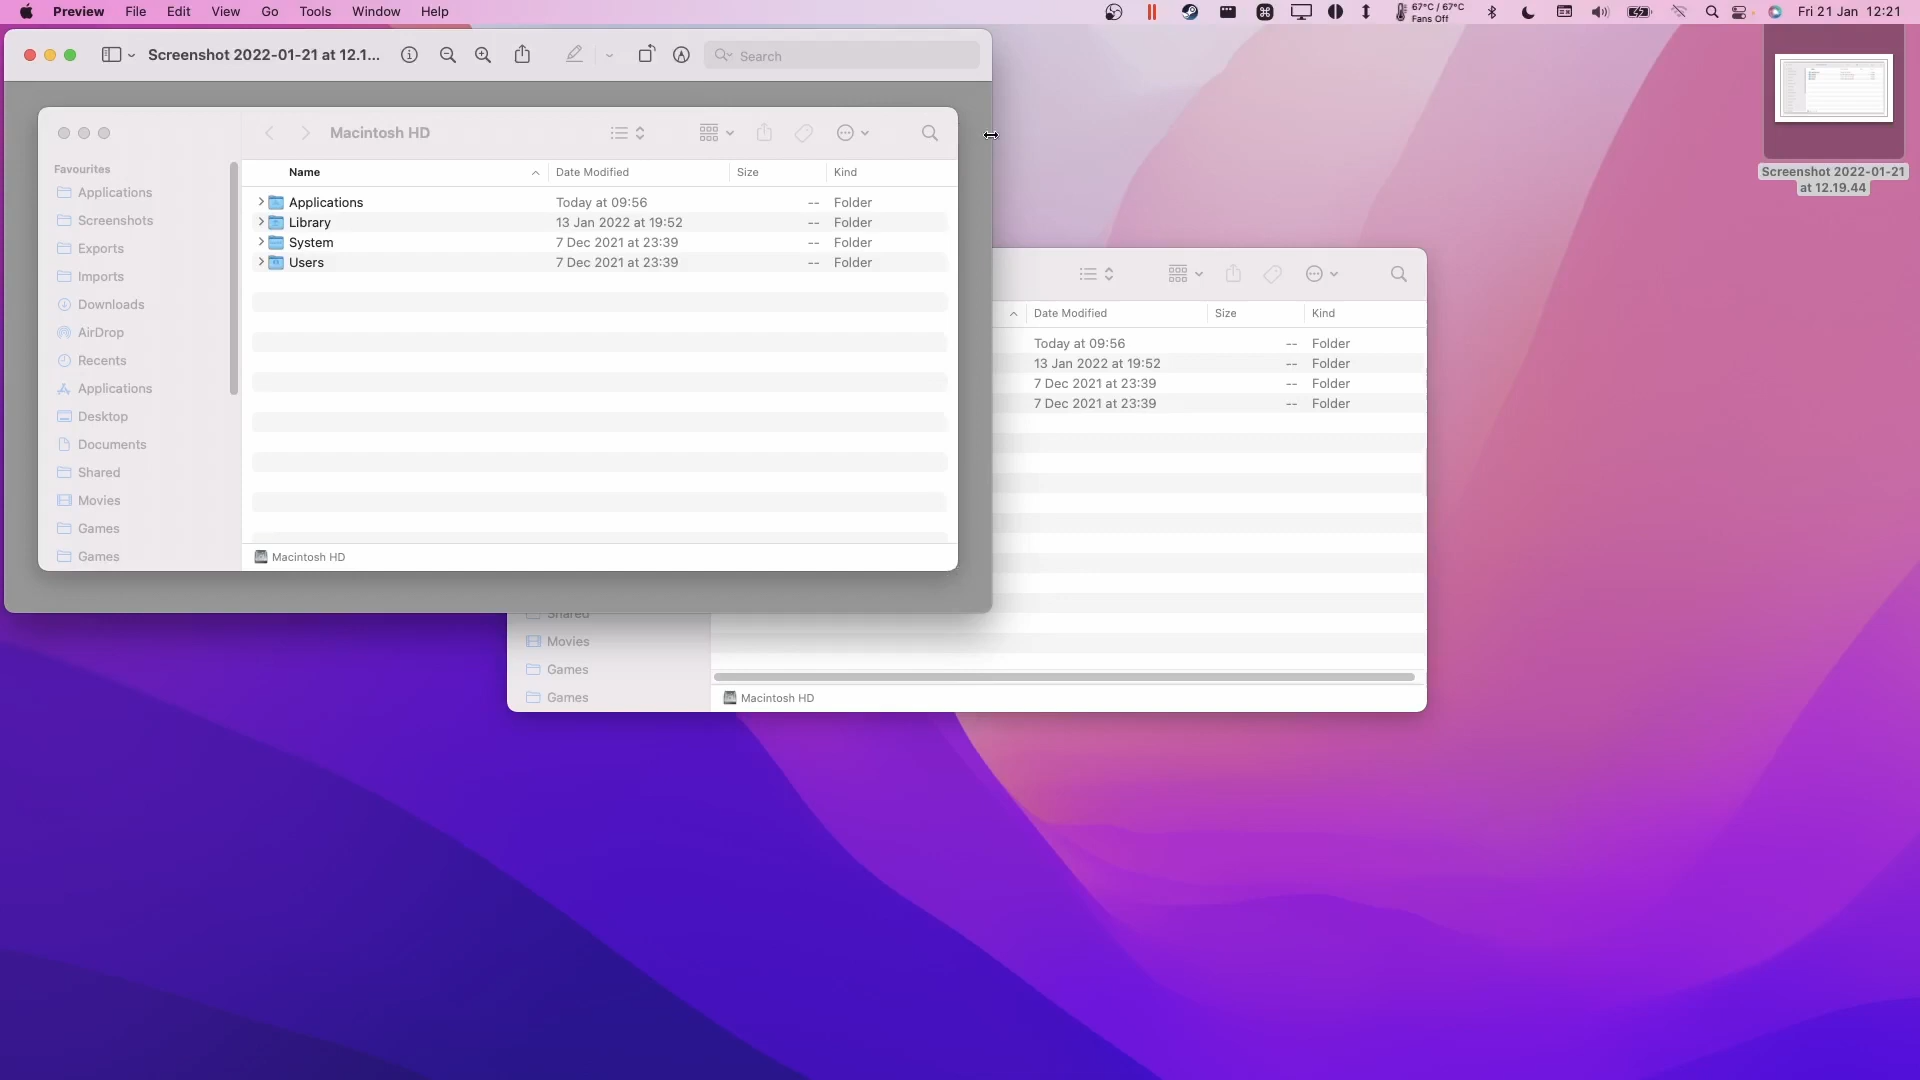 Preview File Edit View Go Tools Window Help
67°C / 67°C
Fans Off
Fri 21 Jan 12:21
Screenshot 2022-01-21 at 12.1...
Search
Macintosh HD
Favourites
Applications
Screenshots
Exports
Imports
Downloads
AirDrop
Recents
Applications
Desktop
Documents
Shared
Movies
Games
Games
Name Date Modified Size Kind
Applications Today at 09:56 -- Folder
Library 13 Jan 2022 at 19:52 -- Folder
System 7 Dec 2021 at 23:39 -- Folder
Users 7 Dec 2021 at 23:39 -- Folder
Macintosh HD
Date Modified Size Kind
Today at 09:56 -- Folder
13 Jan 2022 at 19:52 -- Folder
7 Dec 2021 at 23:39 -- Folder
7 Dec 2021 at 23:39 -- Folder
Shared
Movies
Games
Games
Macintosh HD
Screenshot 2022-01-21
at 12.19.44